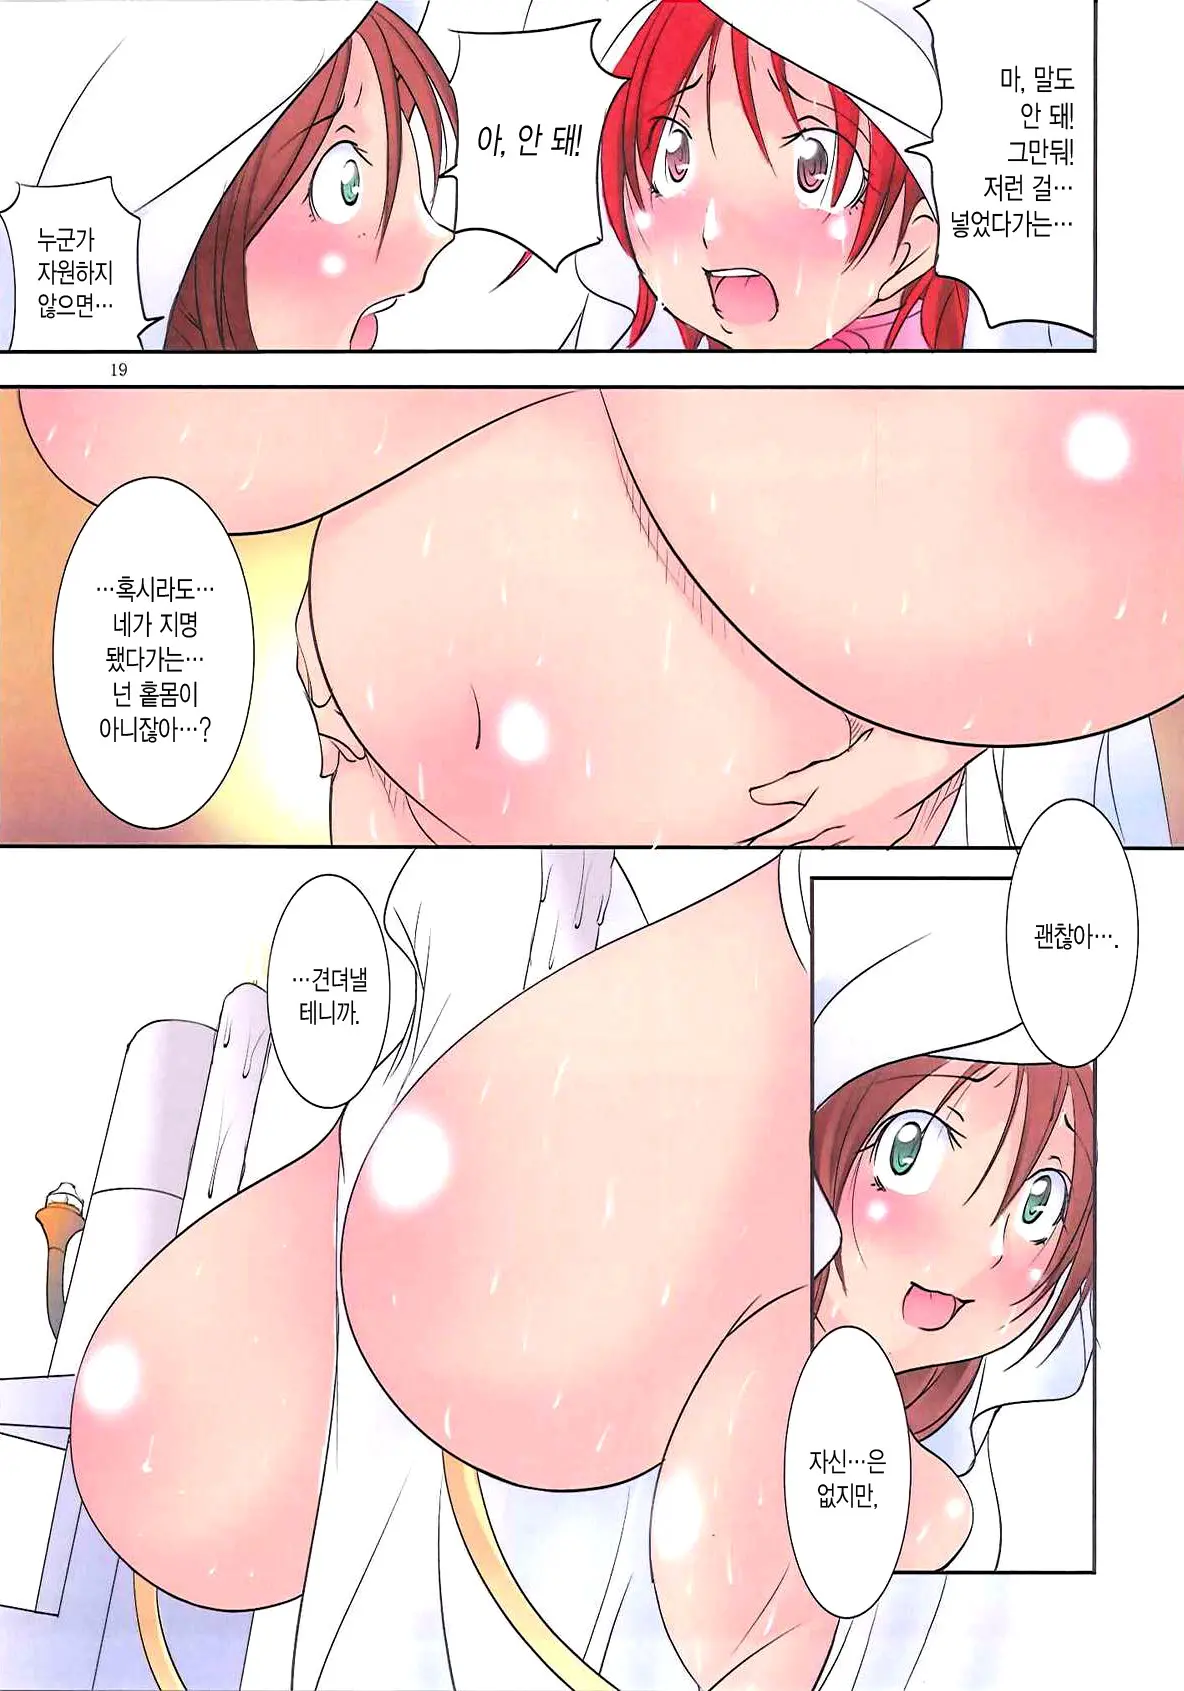 마, 말도
안 돼!
그만둬!
저런 걸…
넣었다가는…
아, 안 돼!
누군가
자원하지
않으면…
19
…혹시라도…
네가 지명
됐다가는…
넌 홑몸이
아니잖아…?
괜찮아….
자신…은
없지만,
…견뎌낼
테니까.